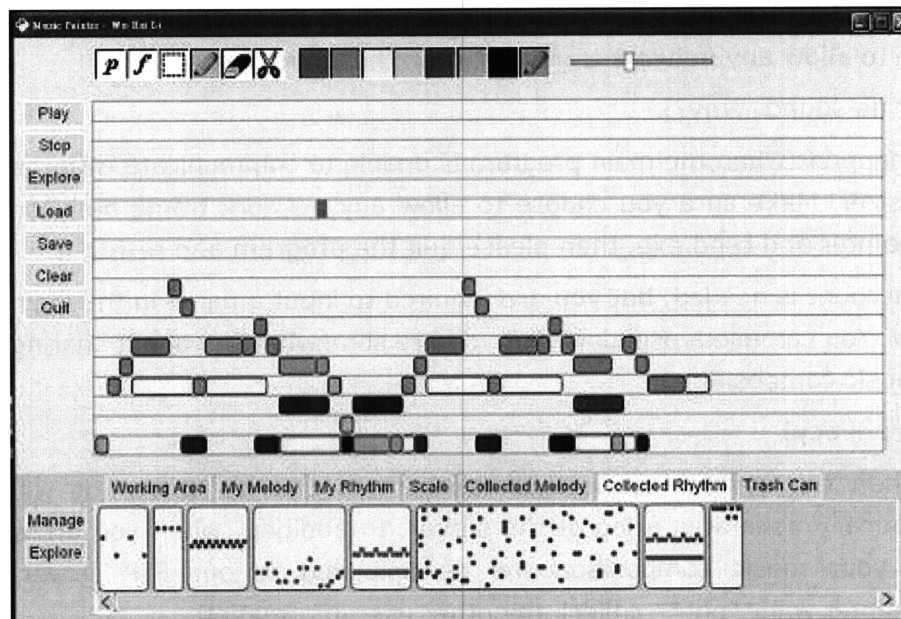 Music Painter - Wu-Hsi Li
p f
Play
Stop
Explore
Load
Save
Clear
Quit
Working Area My Melody My Rhythm Scale Collected Melody Collected Rhythm Trash Can
Manage
Explore